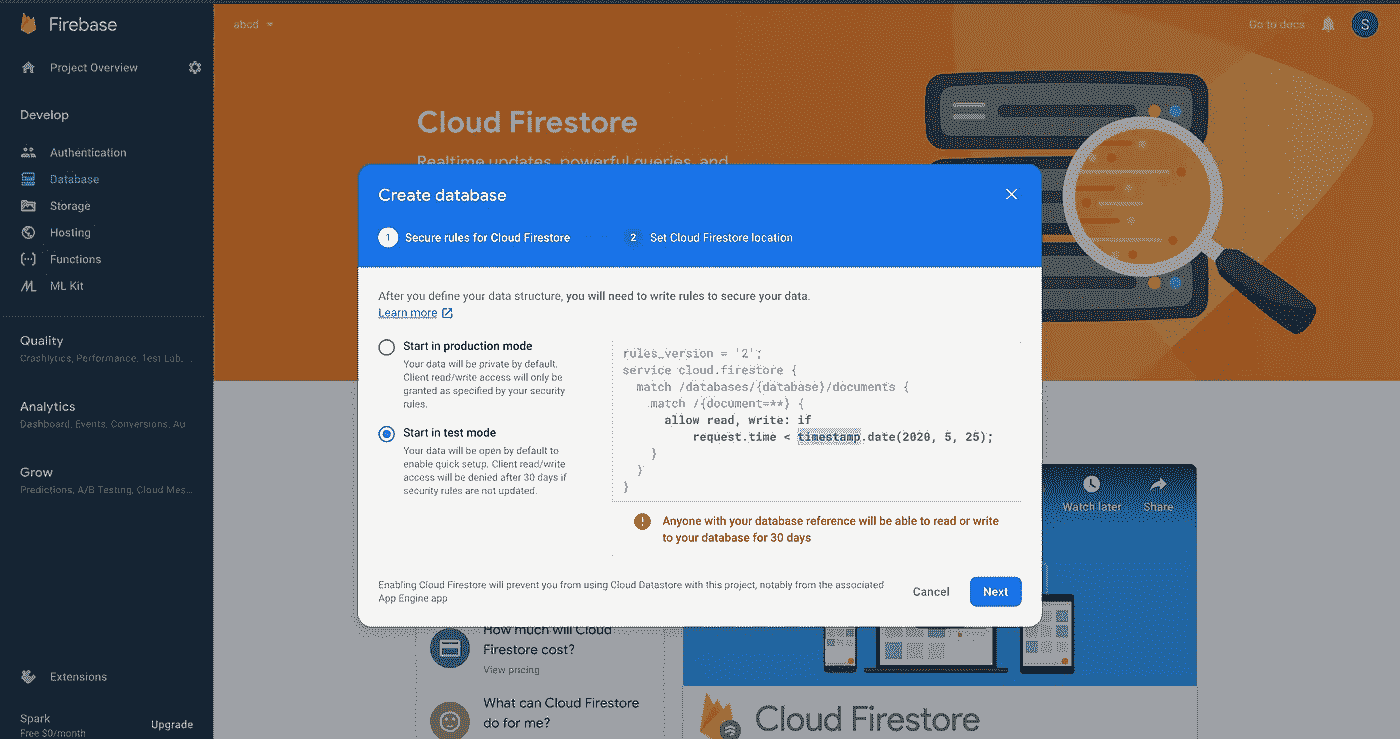 Firebase
abcd
Go to docs
S
Project Overview
Develop
Authentication
Database
Storage
Hosting
Functions
ML Kit
Quality
Crashlytics, Performance, Test Lab, ...
Analytics
Dashboard, Events, Conversions, Au
Grow
Predictions, A/B Testing, Cloud Mes...
Extensions
Spark
Free $0/month
Upgrade
Cloud Firestore
Realtime updates, powerful queries, and
Create database
1 Secure rules for Cloud Firestore
2 Set Cloud Firestore location
After you define your data structure, you will need to write rules to secure your data.
Learn more
Start in production mode
Your data will be private by default.
Client read/write access will only be
granted as specified by your security
rules.
Start in test mode
Your data will be open by default to
enable quick setup. Client read/write
access will be denied after 30 days if
security rules are not updated.
rules_version = '2';
service cloud.firestore {
match /databases/{database}/documents {
match /{document=**} {
allow read, write: if
request.time < timestamp.date(2020, 5, 25);
}
}
}
! Anyone with your database reference will be able to read or write
to your database for 30 days
Enabling Cloud Firestore will prevent you from using Cloud Datastore with this project, notably from the associated
App Engine app
Cancel
Next
Watch later
Share
How much will Cloud
Firestore cost?
View pricing
What can Cloud Firestore
do for me?
Cloud Firestore